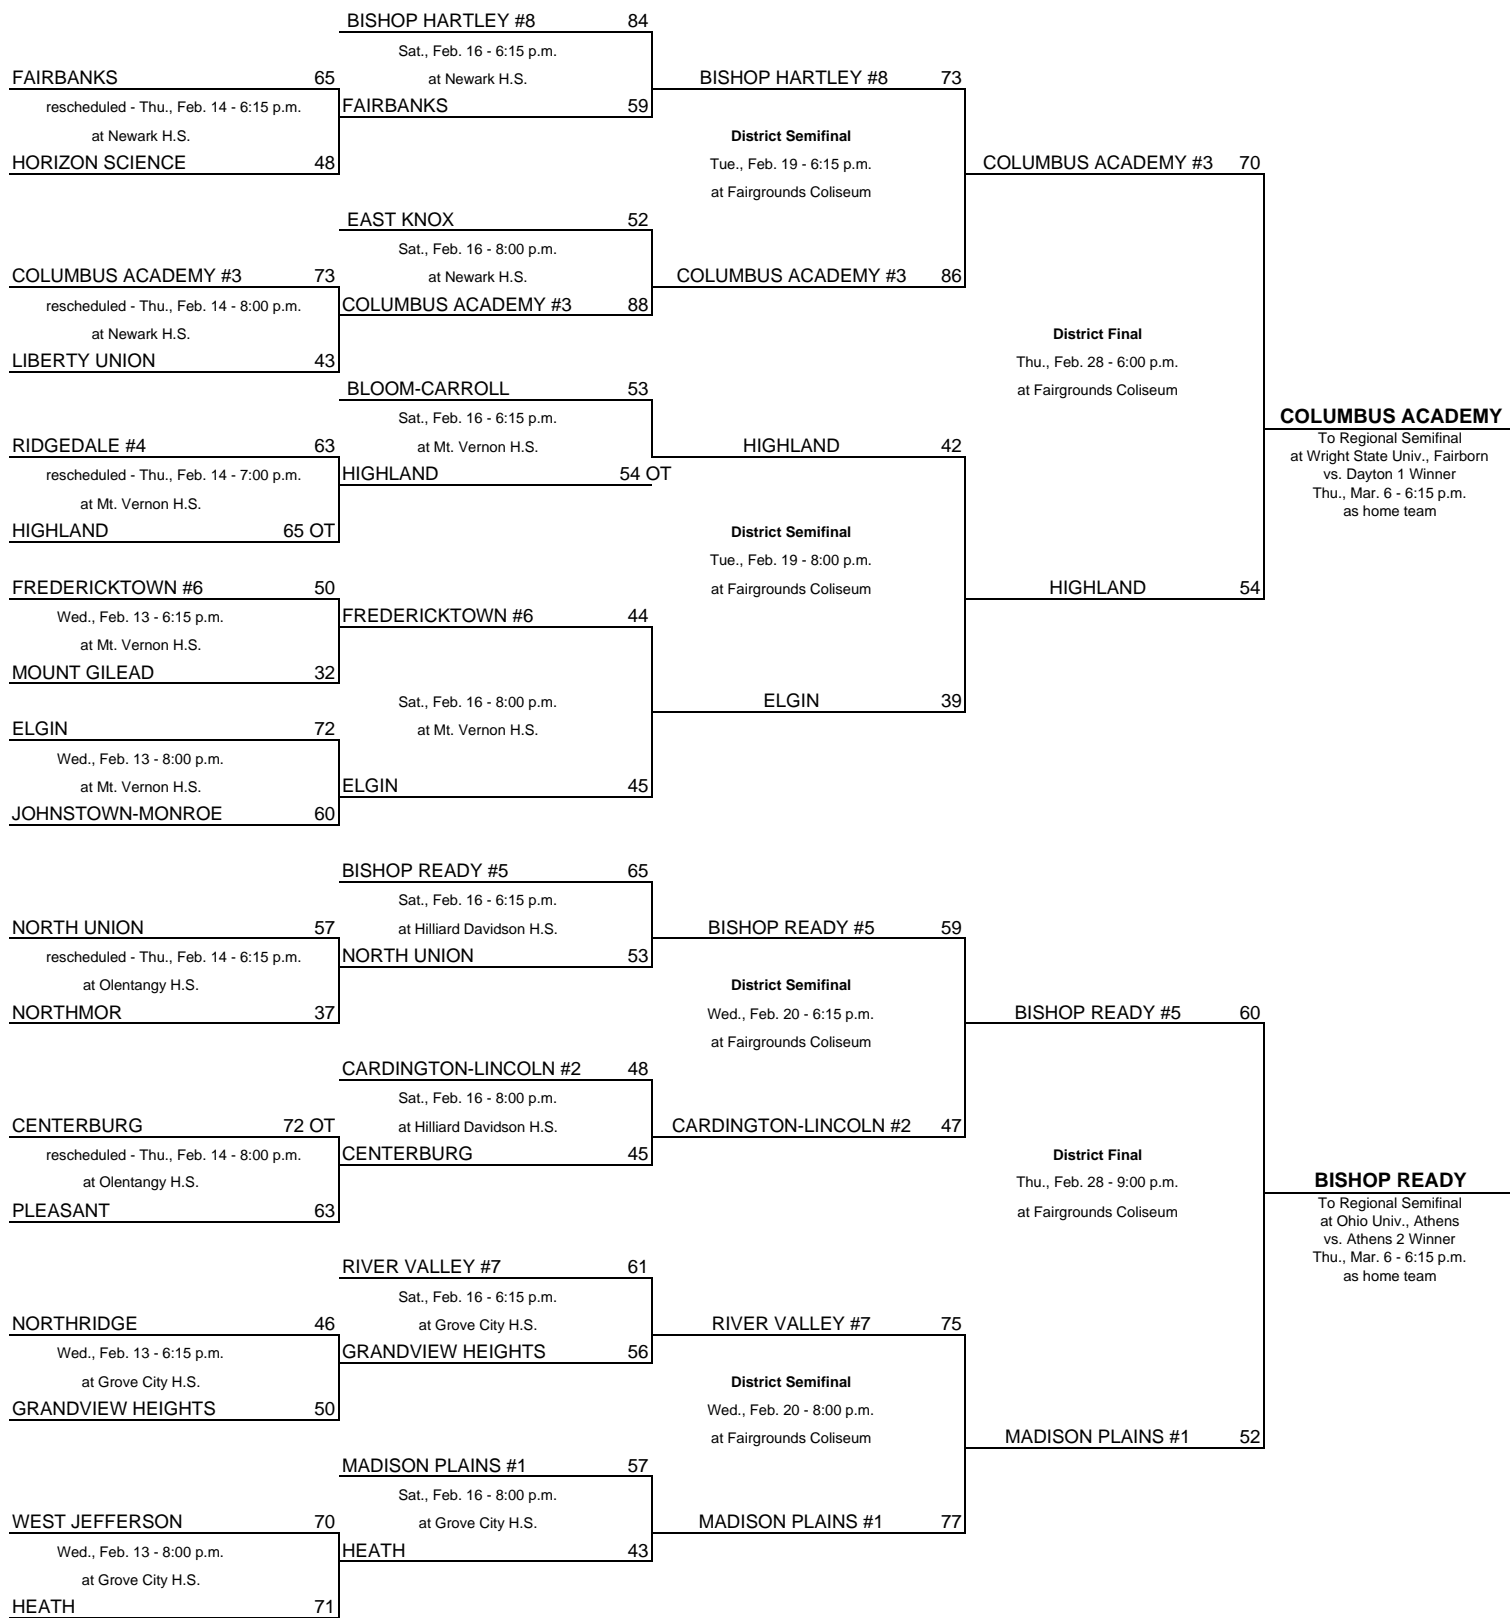 BISHOP HARTLEY #8 84
Sat., Feb. 16 - 6:15 p.m.
FAIRBANKS 65
at Newark H.S.
BISHOP HARTLEY #8 73
rescheduled - Thu., Feb. 14 - 6:15 p.m.
FAIRBANKS 59
at Newark H.S.
District Semifinal
HORIZON SCIENCE 48
Tue., Feb. 19 - 6:15 p.m.
COLUMBUS ACADEMY #3 70
at Fairgrounds Coliseum
EAST KNOX 52
Sat., Feb. 16 - 8:00 p.m.
COLUMBUS ACADEMY #3 73
at Newark H.S.
COLUMBUS ACADEMY #3 86
rescheduled - Thu., Feb. 14 - 8:00 p.m.
COLUMBUS ACADEMY #3 88
at Newark H.S.
District Final
LIBERTY UNION 43
Thu., Feb. 28 - 6:00 p.m.
BLOOM-CARROLL 53
at Fairgrounds Coliseum
Sat., Feb. 16 - 6:15 p.m.
COLUMBUS ACADEMY
RIDGEDALE #4 63
at Mt. Vernon H.S.
HIGHLAND 42
To Regional Semifinal
at Wright State Univ., Fairborn
rescheduled - Thu., Feb. 14 - 7:00 p.m.
HIGHLAND 54 OT
vs. Dayton 1 Winner
Thu., Mar. 6 - 6:15 p.m.
at Mt. Vernon H.S.
as home team
HIGHLAND 65 OT
District Semifinal
Tue., Feb. 19 - 8:00 p.m.
FREDERICKTOWN #6 50
at Fairgrounds Coliseum
HIGHLAND 54
Wed., Feb. 13 - 6:15 p.m.
FREDERICKTOWN #6 44
at Mt. Vernon H.S.
MOUNT GILEAD 32
Sat., Feb. 16 - 8:00 p.m.
ELGIN 39
ELGIN 72
at Mt. Vernon H.S.
Wed., Feb. 13 - 8:00 p.m.
at Mt. Vernon H.S.
ELGIN 45
JOHNSTOWN-MONROE 60
BISHOP READY #5 65
Sat., Feb. 16 - 6:15 p.m.
NORTH UNION 57
at Hilliard Davidson H.S.
BISHOP READY #5 59
rescheduled - Thu., Feb. 14 - 6:15 p.m.
NORTH UNION 53
at Olentangy H.S.
District Semifinal
NORTHMOR 37
Wed., Feb. 20 - 6:15 p.m.
BISHOP READY #5 60
at Fairgrounds Coliseum
CARDINGTON-LINCOLN #2 48
Sat., Feb. 16 - 8:00 p.m.
CENTERBURG 72 OT
at Hilliard Davidson H.S.
CARDINGTON-LINCOLN #2 47
rescheduled - Thu., Feb. 14 - 8:00 p.m.
CENTERBURG 45
District Final
at Olentangy H.S.
Thu., Feb. 28 - 9:00 p.m.
BISHOP READY
PLEASANT 63
at Fairgrounds Coliseum
To Regional Semifinal
at Ohio Univ., Athens
vs. Athens 2 Winner
Thu., Mar. 6 - 6:15 p.m.
as home team
RIVER VALLEY #7 61
Sat., Feb. 16 - 6:15 p.m.
NORTHRIDGE 46
at Grove City H.S.
RIVER VALLEY #7 75
Wed., Feb. 13 - 6:15 p.m.
GRANDVIEW HEIGHTS 56
at Grove City H.S.
District Semifinal
GRANDVIEW HEIGHTS 50
Wed., Feb. 20 - 8:00 p.m.
at Fairgrounds Coliseum
MADISON PLAINS #1 52
MADISON PLAINS #1 57
Sat., Feb. 16 - 8:00 p.m.
WEST JEFFERSON 70
at Grove City H.S.
MADISON PLAINS #1 77
Wed., Feb. 13 - 8:00 p.m.
HEATH 43
at Grove City H.S.
HEATH 71